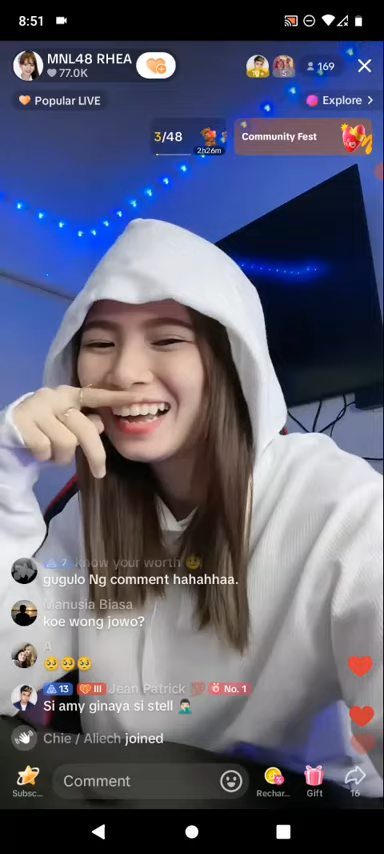 8:51
MNL48 RHEA
77.0K
169
Popular LIVE
Explore >
3/48
2h26m
Community Fest
7 know your worth
gugulo Ng comment hahahhaa.
Manusia Biasa
koe wong jowo?
A
🥺🥺🥺
13 III Jean Patrick 💯 No. 1
Si amy ginaya si stell 🤦🏻‍♂️
Chie / Aliech joined
Comment
Subsc...
Rechar...
Gift
16